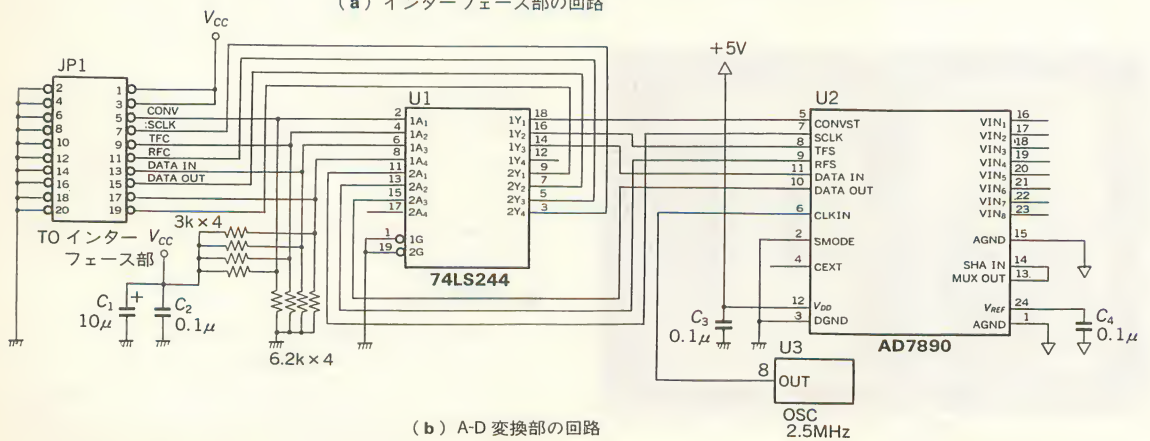 (a) インターフェース部の回路
VCC
JP1
2
4
6
8
10
12
14
16
18
20
1
3
5
7
9
11
13
15
17
19
CONV
:SCLK
TFC
RFC
DATA IN
DATA OUT
TO インター
フェース部
3k×4
VCC
C1
10μ
+
C2
0.1μ
6.2k×4
U1
2 1A1
4 1A2
6 1A3
8 1A4
11 2A1
13 2A2
15 2A3
17 2A4
1 1G
19 2G
1Y1 18
1Y2 16
1Y3 14
1Y4 12
2Y1 9
2Y2 7
2Y3 5
2Y4 3
74LS244
+5V
C3
0.1μ
U2
5 CONVST
7 SCLK
8 TFS
9 RFS
11 DATA IN
10 DATA OUT
6 CLKIN
2 SMODE
4 CEXT
12 VDD
3 DGND
VIN1 16
VIN2 17
VIN3 18
VIN4 19
VIN5 20
VIN6 21
VIN7 22
VIN8 23
AGND 15
SHA IN 14
MUX OUT 13
VREF 24
AGND 1
AD7890
C4
0.1μ
U3
8 OUT
OSC
2.5MHz
(b) A-D 変換部の回路